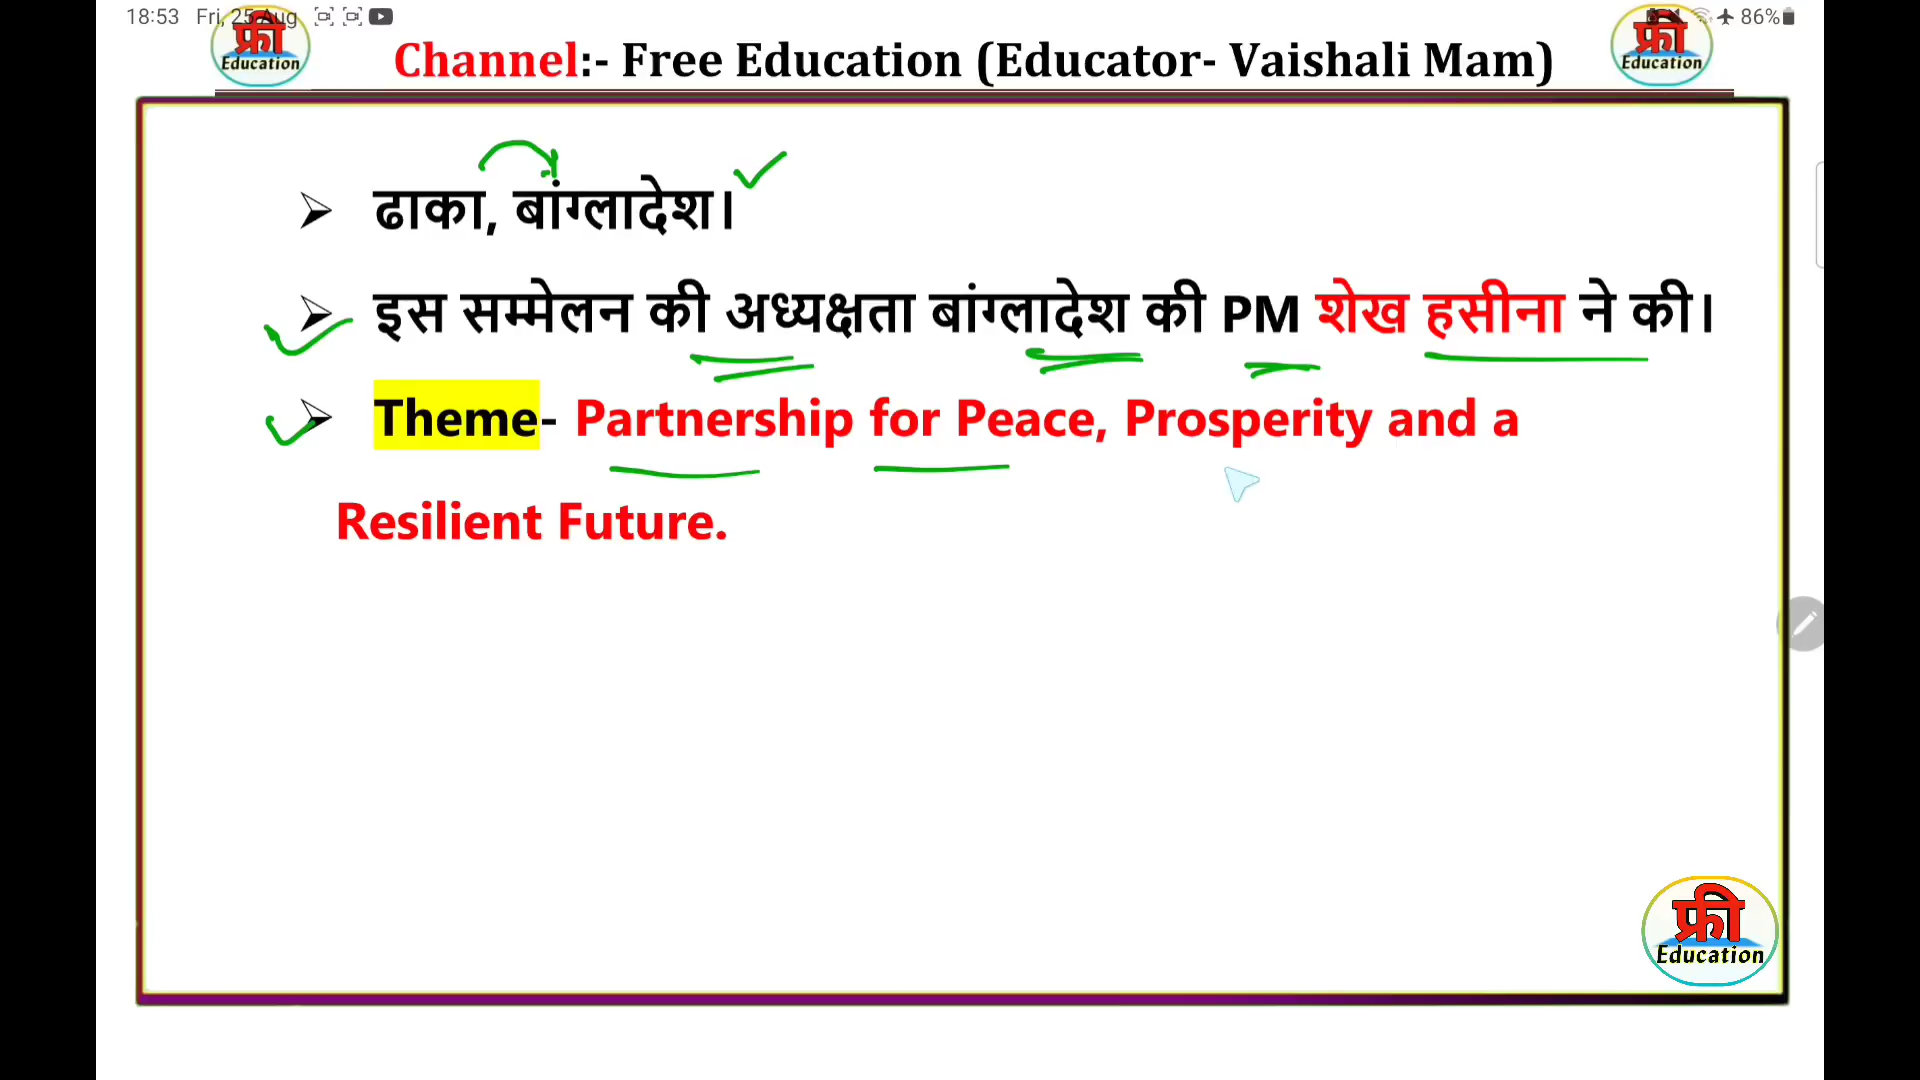 18:53 Fri, 25 Aug 86%
फ्री Education
Channel:- Free Education (Educator- Vaishali Mam)
फ्री Education
➢ ढाका, बांग्लादेश।
➢ इस सम्मेलन की अध्यक्षता बांग्लादेश की PM शेख हसीना ने की।
➢ Theme- Partnership for Peace, Prosperity and a
Resilient Future.
फ्री
Education